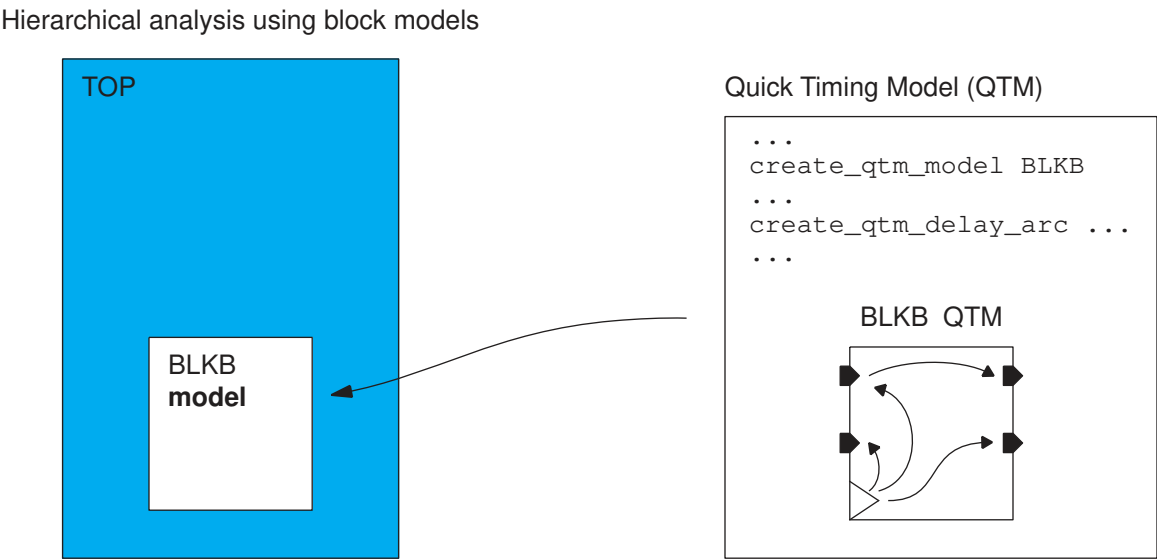 Hierarchical analysis using block models
TOP
BLKB
model
Quick Timing Model (QTM)
...
create_qtm_model BLKB
...
create_qtm_delay_arc ...
...
BLKB QTM